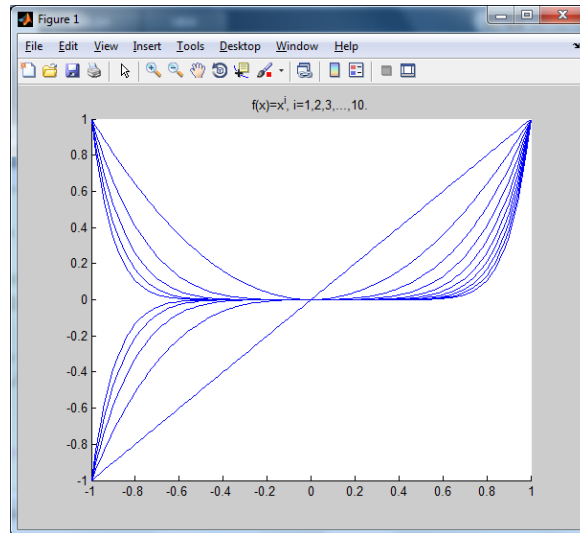 Figure 1
File Edit View Insert Tools Desktop Window Help
f(x)=x^i, i=1,2,3,...,10.
1
0.8
0.6
0.4
0.2
0
-0.2
-0.4
-0.6
-0.8
-1
-1 -0.8 -0.6 -0.4 -0.2 0 0.2 0.4 0.6 0.8 1